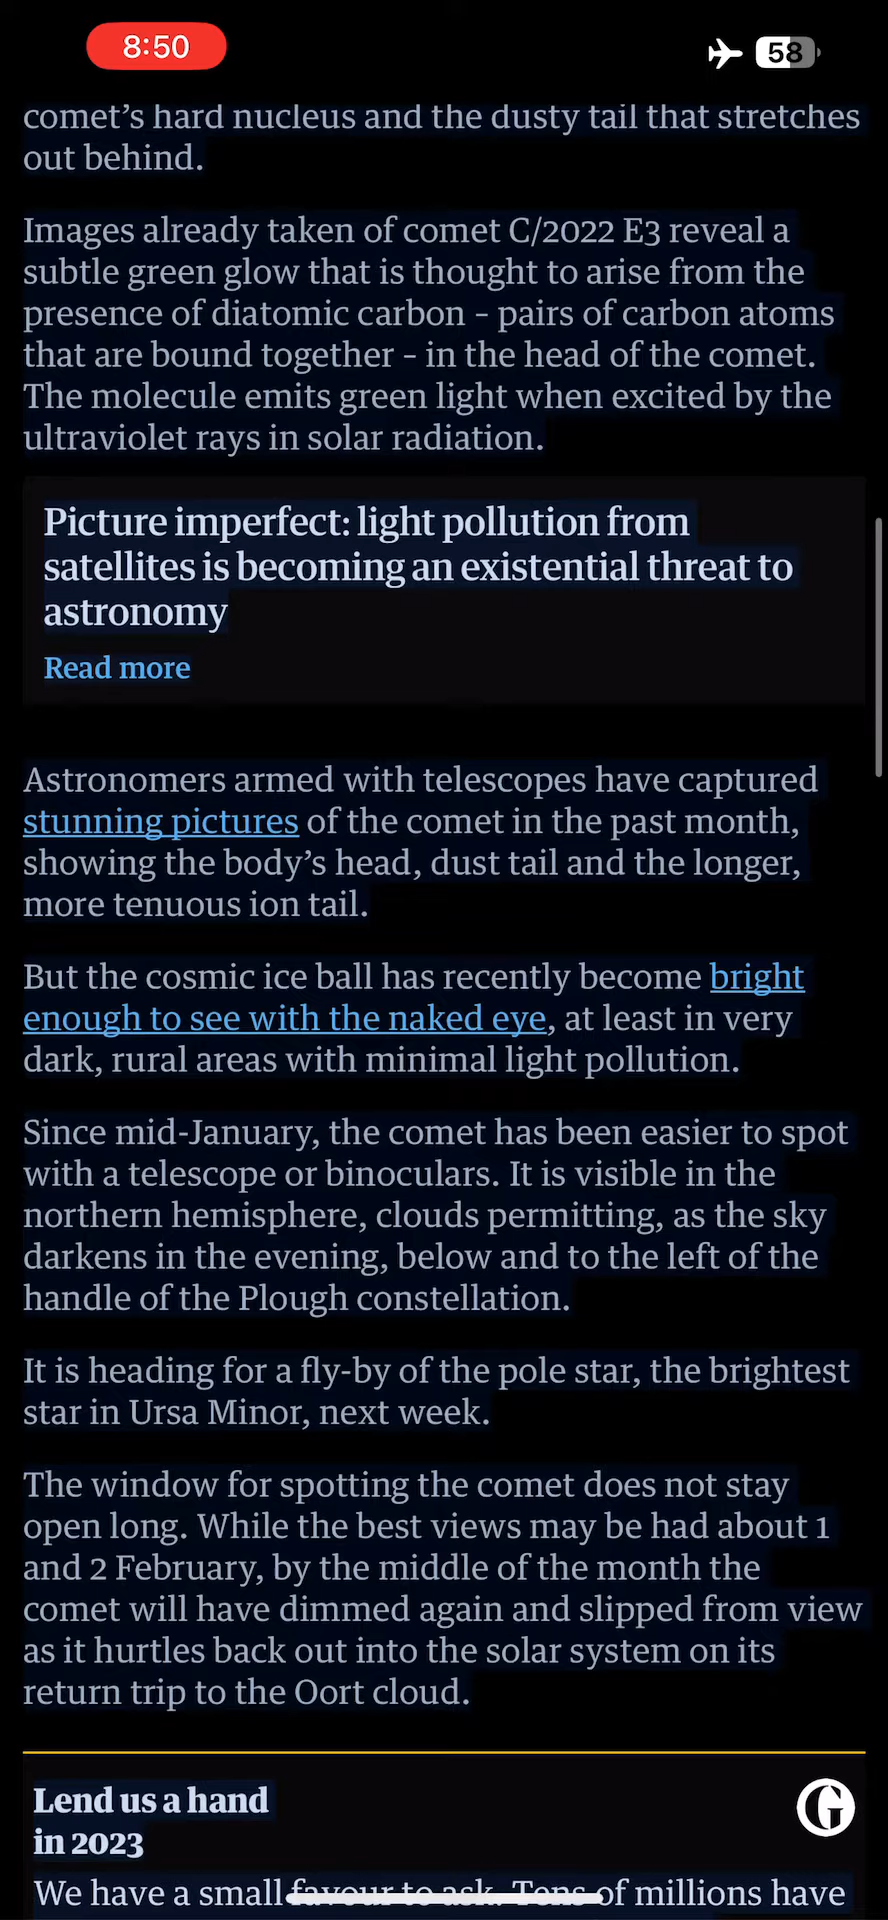 8:50
58
comet’s hard nucleus and the dusty tail that stretches
out behind.
Images already taken of comet C/2022 E3 reveal a
subtle green glow that is thought to arise from the
presence of diatomic carbon – pairs of carbon atoms
that are bound together – in the head of the comet.
The molecule emits green light when excited by the
ultraviolet rays in solar radiation.
Picture imperfect: light pollution from
satellites is becoming an existential threat to
astronomy
Read more
Astronomers armed with telescopes have captured
stunning pictures of the comet in the past month,
showing the body’s head, dust tail and the longer,
more tenuous ion tail.
But the cosmic ice ball has recently become bright
enough to see with the naked eye, at least in very
dark, rural areas with minimal light pollution.
Since mid-January, the comet has been easier to spot
with a telescope or binoculars. It is visible in the
northern hemisphere, clouds permitting, as the sky
darkens in the evening, below and to the left of the
handle of the Plough constellation.
It is heading for a fly-by of the pole star, the brightest
star in Ursa Minor, next week.
The window for spotting the comet does not stay
open long. While the best views may be had about 1
and 2 February, by the middle of the month the
comet will have dimmed again and slipped from view
as it hurtles back out into the solar system on its
return trip to the Oort cloud.
Lend us a hand
in 2023
G
We have a small favour to ask. Tens of millions have